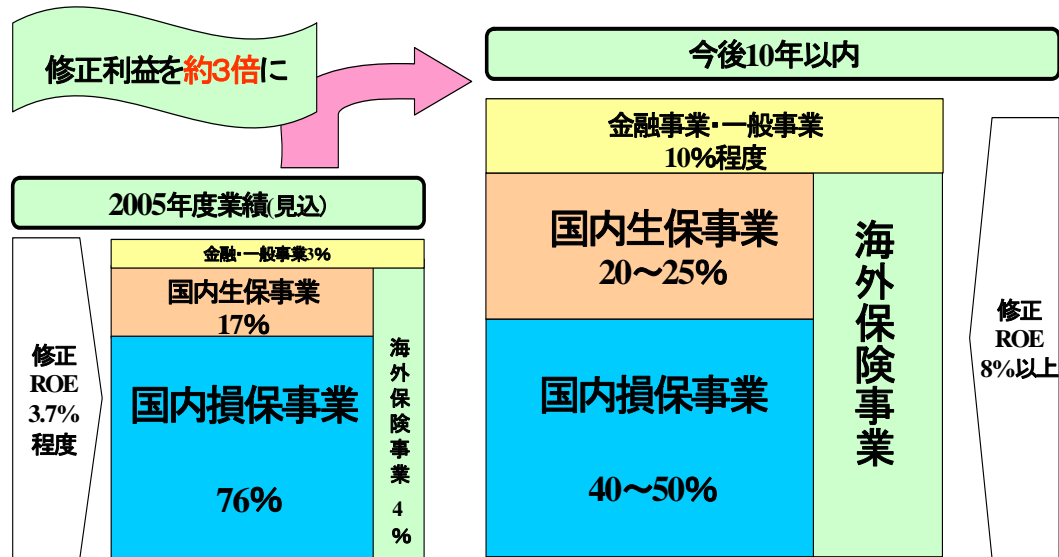 修正利益を約3倍に
今後10年以内
金融事業・一般事業
10%程度
国内生保事業
20～25%
国内損保事業
40～50%
海外保険事業
修正
ROE
8%以上
2005年度業績(見込)
金融・一般事業3%
国内生保事業
17%
国内損保事業
76%
海外保険事業 4%
修正
ROE
3.7%
程度